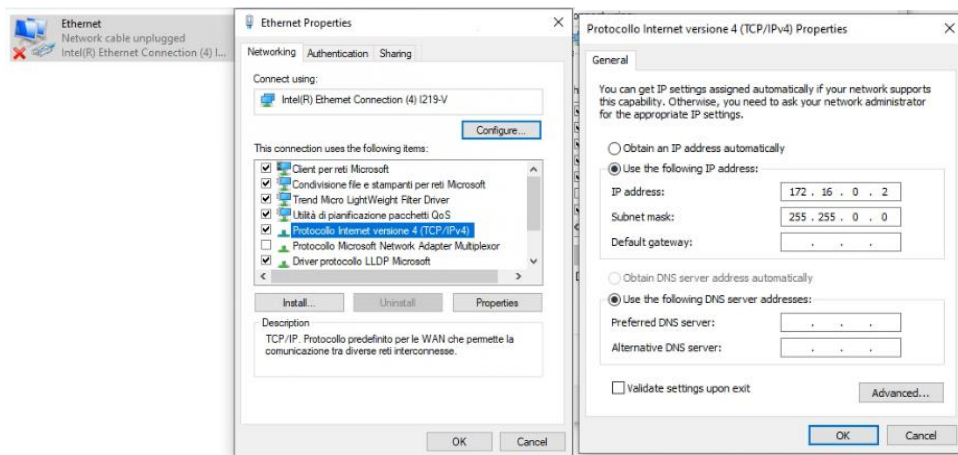 Ethernet
Network cable unplugged
Intel(R) Ethernet Connection (4) I...
Ethernet Properties
Networking Authentication Sharing
Connect using:
Intel(R) Ethernet Connection (4) I219-V
Configure...
This connection uses the following items:
Client per reti Microsoft
Condivisione file e stampanti per reti Microsoft
Trend Micro LightWeight Filter Driver
Utilità di pianificazione pacchetti QoS
Protocollo Internet versione 4 (TCP/IPv4)
Protocollo Microsoft Network Adapter Multiplexor
Driver protocollo LLDP Microsoft
Install... Uninstall Properties
Description
TCP/IP. Protocollo predefinito per le WAN che permette la
comunicazione tra diverse reti interconnesse.
OK Cancel
Protocollo Internet versione 4 (TCP/IPv4) Properties
General
You can get IP settings assigned automatically if your network supports
this capability. Otherwise, you need to ask your network administrator
for the appropriate IP settings.
Obtain an IP address automatically
Use the following IP address:
IP address: 172 . 16 . 0 . 2
Subnet mask: 255 . 255 . 0 . 0
Default gateway: . . .
Obtain DNS server address automatically
Use the following DNS server addresses:
Preferred DNS server: . . .
Alternative DNS server: . . .
Validate settings upon exit
Advanced...
OK Cancel